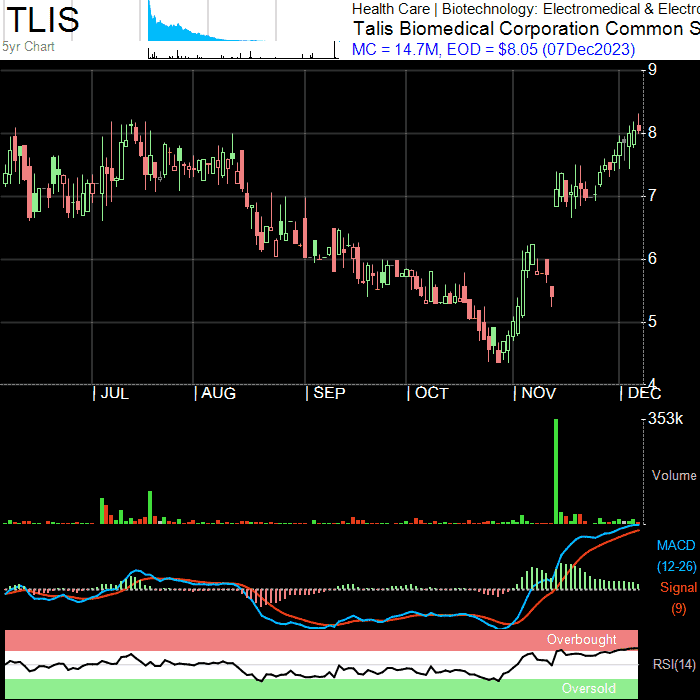 TLIS
5yr Chart
Health Care | Biotechnology: Electromedical & Electro
Talis Biomedical Corporation Common S
MC = 14.7M, EOD = $8.05 (07Dec2023)
9
8
7
6
5
4
JUL AUG SEP OCT NOV DEC
353k
Volume
MACD
(12-26)
Signal
(9)
Overbought
RSI(14)
Oversold